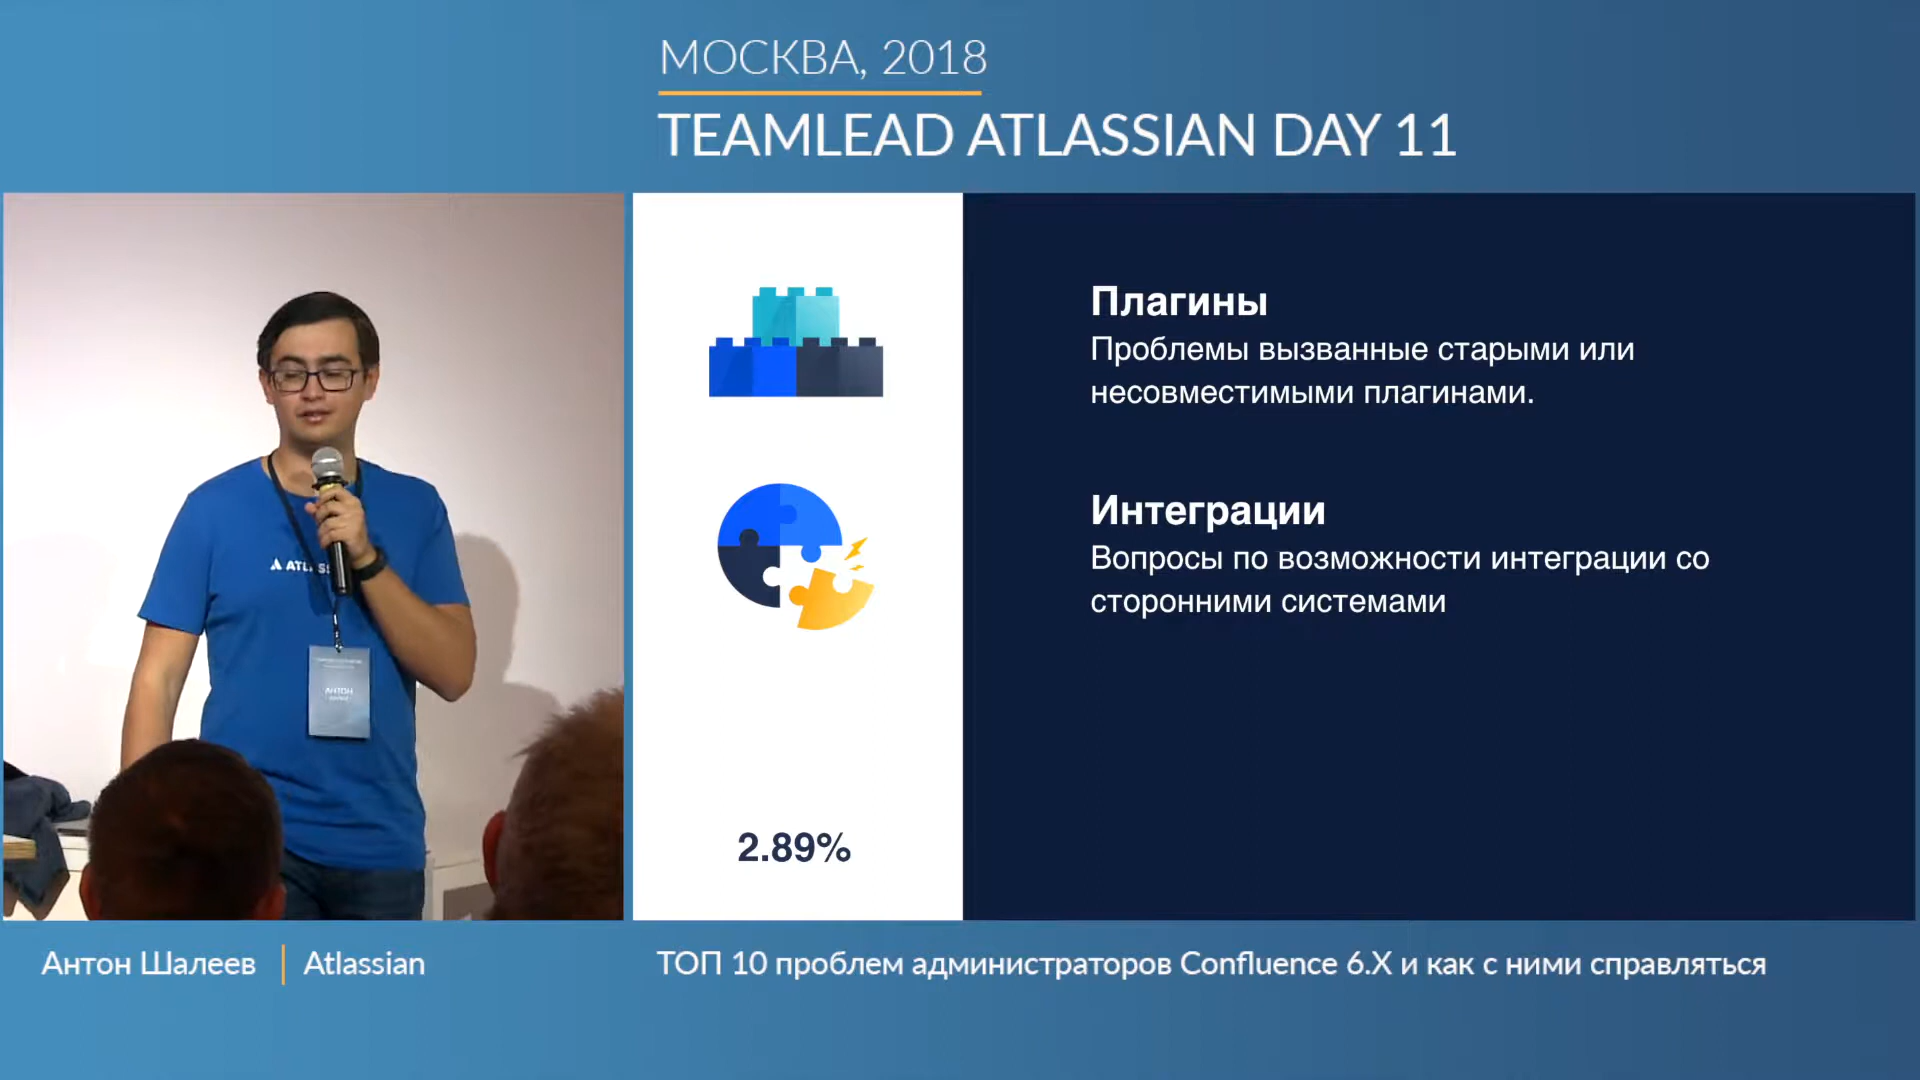 МОСКВА, 2018
TEAMLEAD ATLASSIAN DAY 11
Плагины
Проблемы вызванные старыми или
несовместимыми плагинами.
Интеграции
Вопросы по возможности интеграции со
сторонними системами
2.89%
АНТОН
Антон Шалеев
Atlassian
ТОП 10 проблем администраторов Confluence 6.X и как с ними справляться